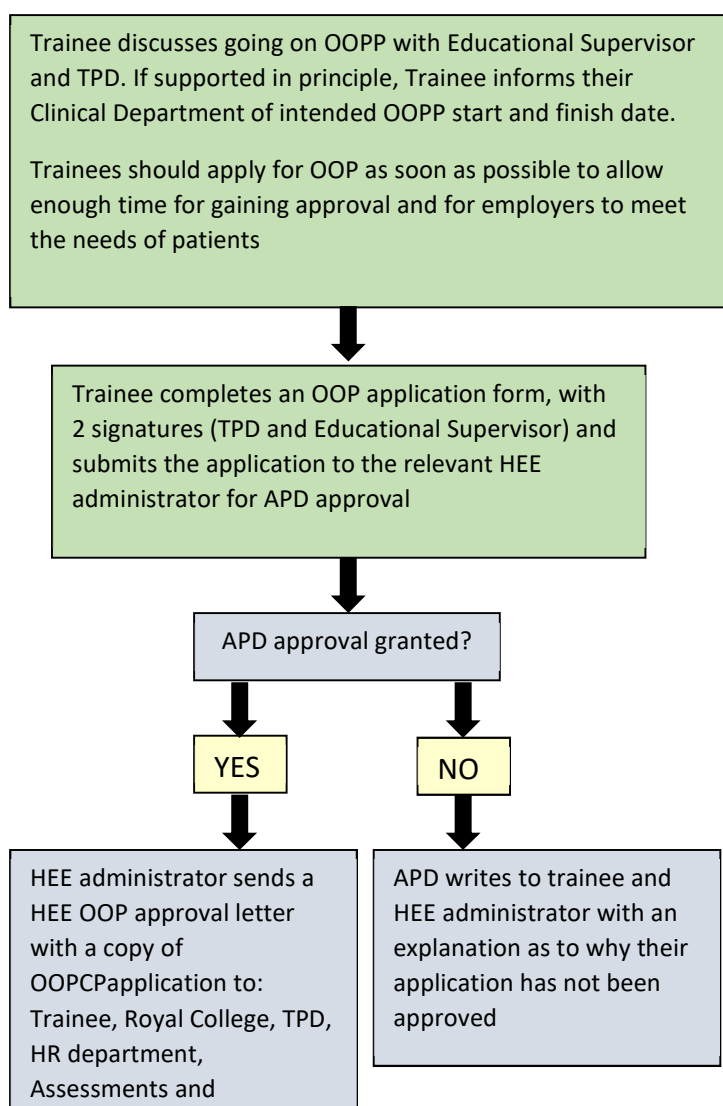 Trainee discusses going on OOPP with Educational Supervisor
and TPD. If supported in principle, Trainee informs their
Clinical Department of intended OOPP start and finish date.
Trainees should apply for OOP as soon as possible to allow
enough time for gaining approval and for employers to meet
the needs of patients
Trainee completes an OOP application form, with
2 signatures (TPD and Educational Supervisor) and
submits the application to the relevant HEE
administrator for APD approval
APD approval granted?
YES
NO
HEE administrator sends a
HEE OOP approval letter
with a copy of
OOPCPapplication to:
Trainee, Royal College, TPD,
HR department,
Assessments and
APD writes to trainee and
HEE administrator with an
explanation as to why their
application has not been
approved